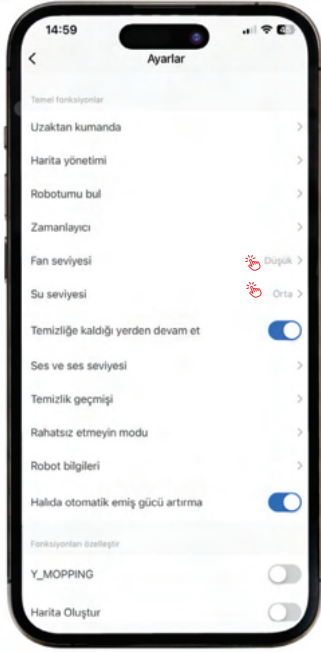 14:59
Ayarlar
Temel fonksiyonlar
Uzaktan kumanda
Harita yönetimi
Robotumu bul
Zamanlayıcı
Fan seviyesi Düşük
Su seviyesi Orta
Temizliğe kaldığı yerden devam et
Ses ve ses seviyesi
Temizlik geçmişi
Rahatsız etmeyin modu
Robot bilgileri
Halıda otomatik emiş gücü artırma
Fonksiyonları özelleştir
Y_MOPPING
Harita Oluştur